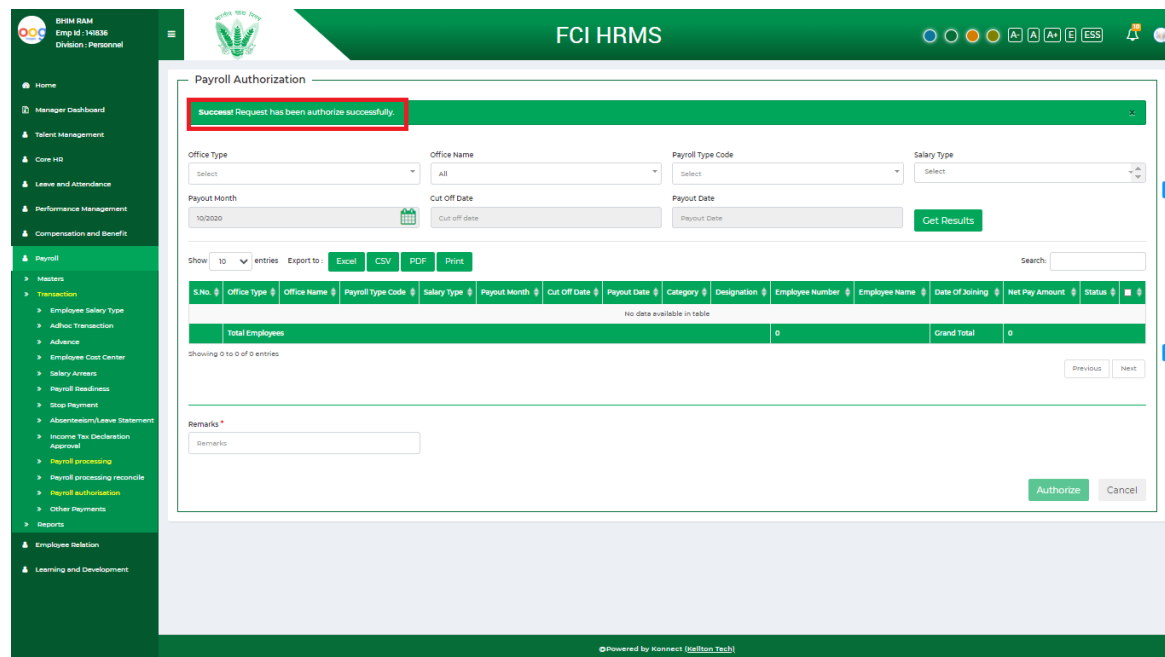 BHIM RAM
Emp Id : 141836
Division : Personnel
FCI HRMS
A- A A+ E ESS
10
Home
Manager Dashboard
Talent Management
Core HR
Leave and Attendance
Performance Management
Compensation and Benefit
Payroll
Masters
Transaction
Employee Salary Type
Adhoc Transaction
Advance
Employee Cost Center
Salary Arrears
Payroll Readiness
Stop Payment
Absenteeism/Leave Statement
Income Tax Declaration
Approval
Payroll processing
Payroll processing reconcile
Payroll authorization
Other Payments
Reports
Employee Relation
Learning and Development
Payroll Authorization
Success! Request has been authorize successfully. x
Office Type Office Name Payroll Type Code Salary Type
Select All Select Select
Payout Month Cut Off Date Payout Date
10/2020 Cut off date Payout Date Get Results
Show 10 entries Export to : Excel CSV PDF Print Search:
S.No. Office Type Office Name Payroll Type Code Salary Type Payout Month Cut Off Date Payout Date Category Designation Employee Number Employee Name Date Of Joining Net Pay Amount Status
No data available in table
Total Employees 0 Grand Total 0
Showing 0 to 0 of 0 entries
Previous Next
Remarks *
Remarks
Authorize Cancel
@Powered by Konnect (Kellton Tech)